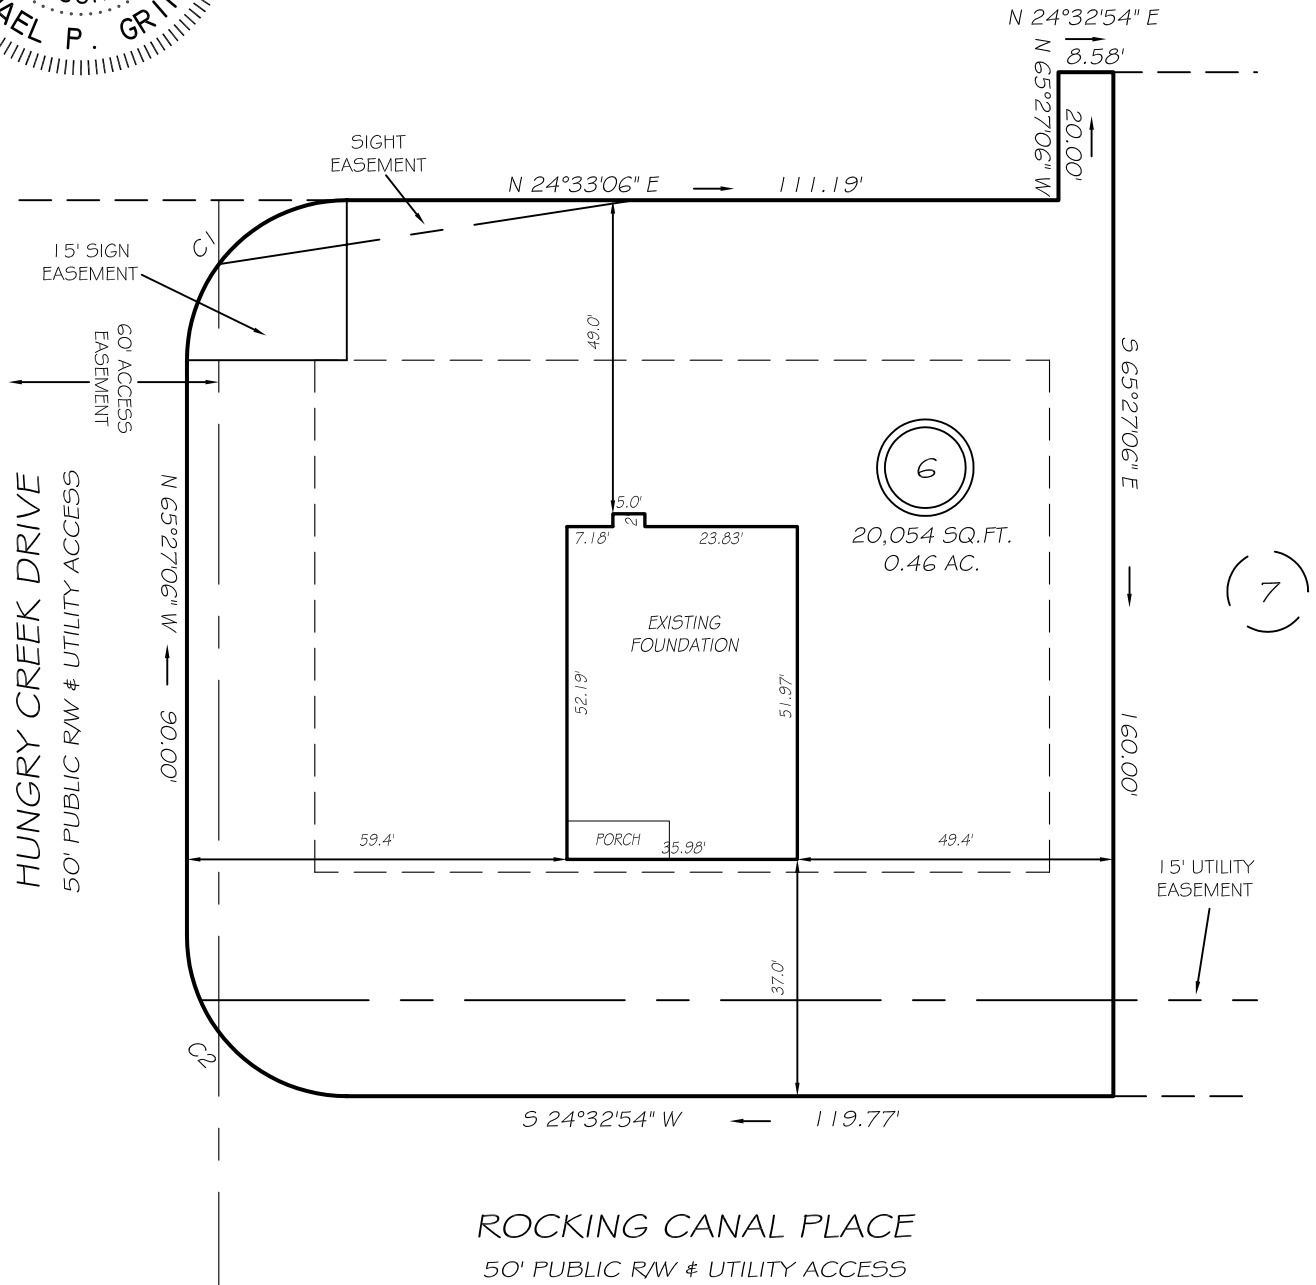 P. GRI
N 24°32'54" E
8.58'
N 65°27'06" W
20.00'
SIGHT
EASEMENT
N 24°33'06" E
111.19'
C1
15' SIGN
EASEMENT
60' ACCESS
EASEMENT
49.0'
S 65°27'06" E
160.00'
HUNGRY CREEK DRIVE
50' PUBLIC R/W & UTILITY ACCESS
N 65°27'06" W
90.00'
6
20,054 SQ.FT.
0.46 AC.
7
5.0'
2'
7.18'
23.83'
EXISTING
FOUNDATION
52.19'
51.97'
PORCH
35.98'
59.4'
49.4'
15' UTILITY
EASEMENT
37.0'
C2
S 24°32'54" W
119.77'
ROCKING CANAL PLACE
50' PUBLIC R/W & UTILITY ACCESS